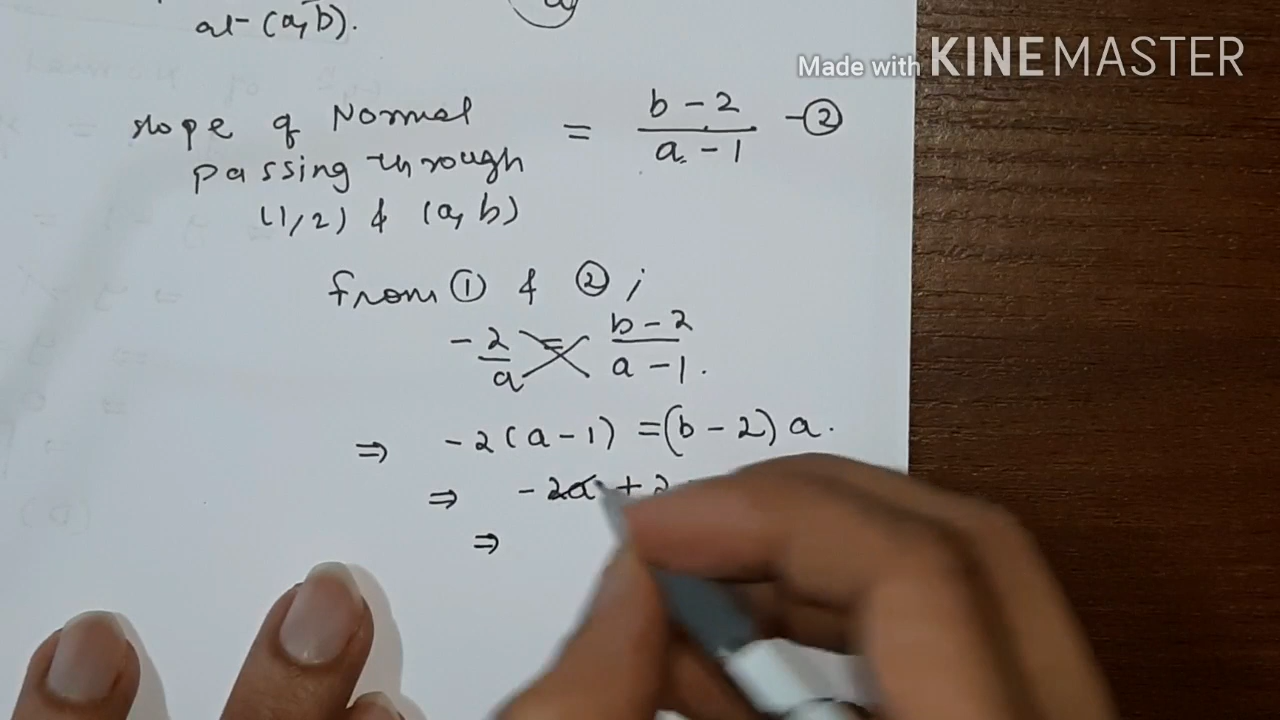 at (a, b).
Made with KINEMASTER
slope of Normal
passing through
(1, 2) & (a, b)
= b - 2 / a - 1 - ②
from ① & ② ;
- 2 / a = b - 2 / a - 1.
⇒ - 2 ( a - 1 ) = ( b - 2 ) a.
⇒ - 2a + 2
⇒